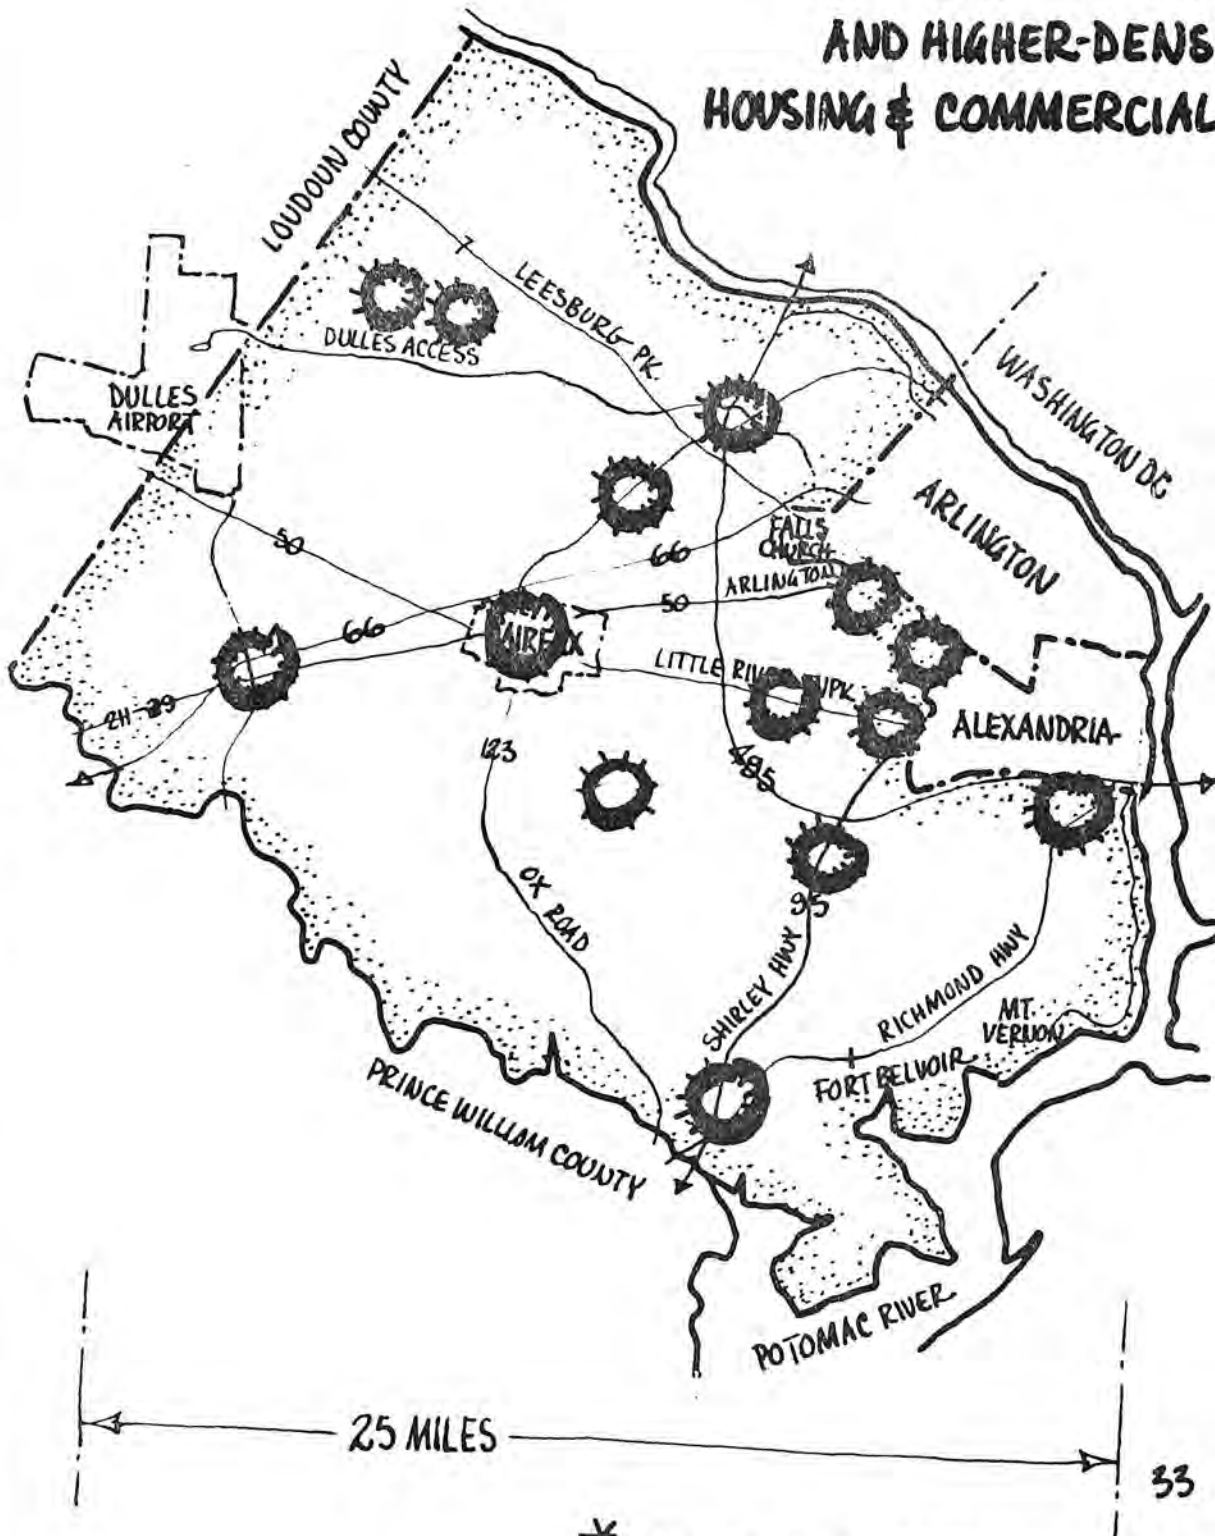 AND HIGHER-DENS
HOUSING & COMMERCIAL
LOUDOUN COUNTY
7
LEESBURG PK.
DULLES ACCESS
DULLES
AIRPORT
WASHINGTON DC
ARLINGTON
50
FALLS
CHURCH
66
ARLINGTON
50
66
LITTLE RIVER
ALEXANDRIA
29
123
495
OX ROAD
95
SHIRLEY HWY
RICHMOND HWY
MT.
VERNON
FORT BELVOIR
PRINCE WILLIAM COUNTY
POTOMAC RIVER
25 MILES
33